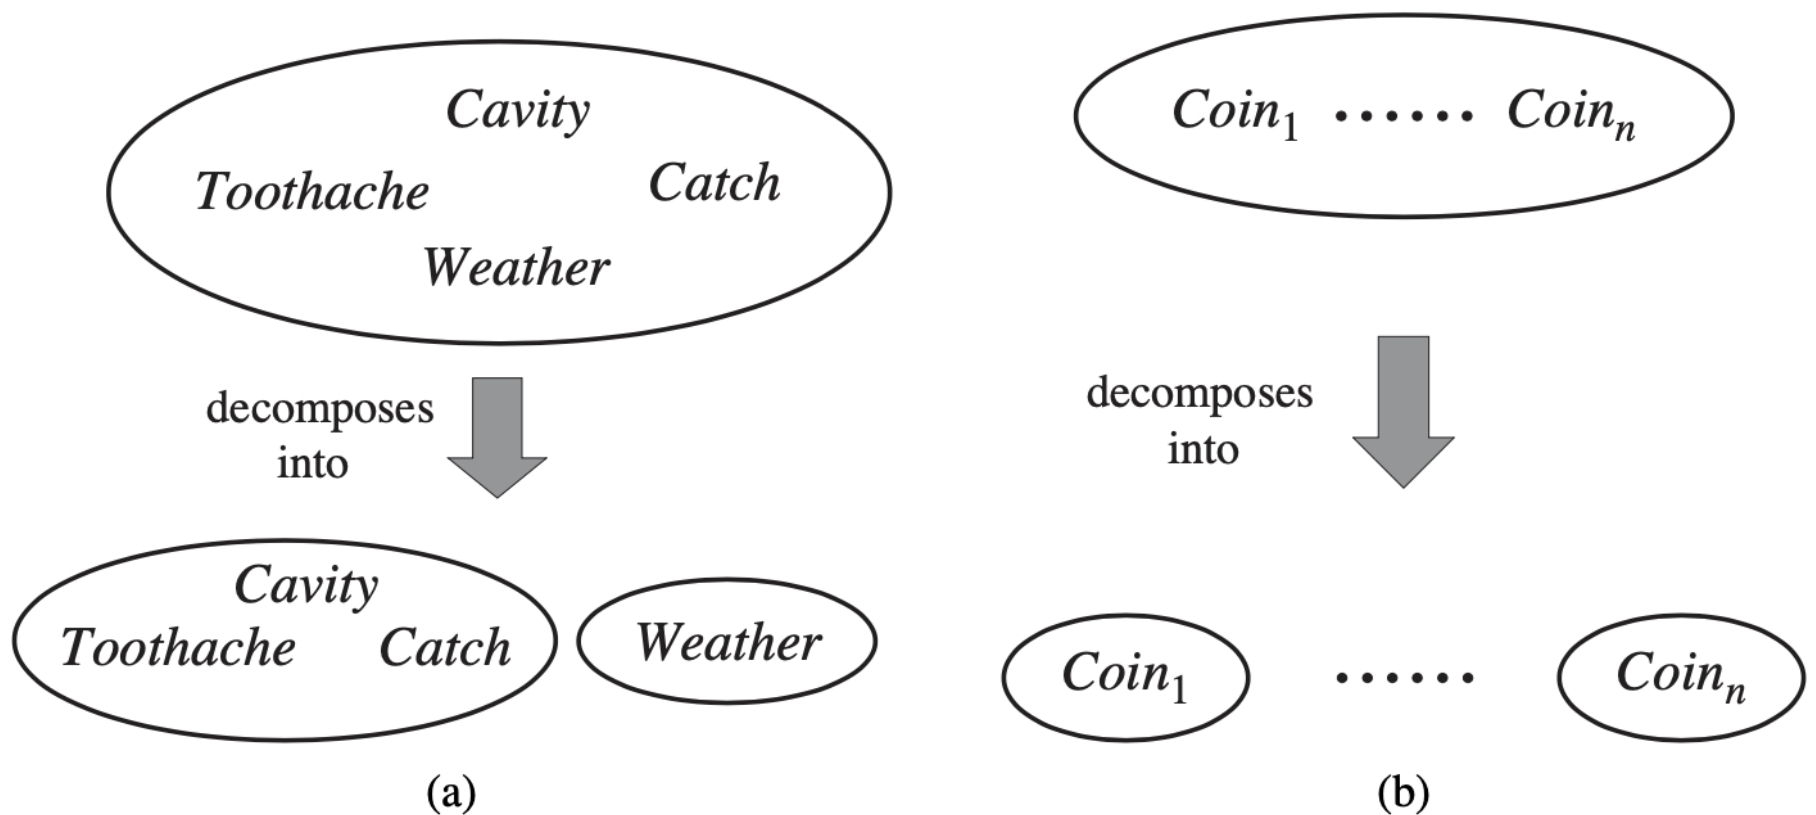 Cavity
Toothache Catch
Weather
decomposes
into
Cavity
Toothache Catch
Weather
(a)
Coin₁ ...... Coinₙ
decomposes
into
Coin₁ ...... Coinₙ
(b)